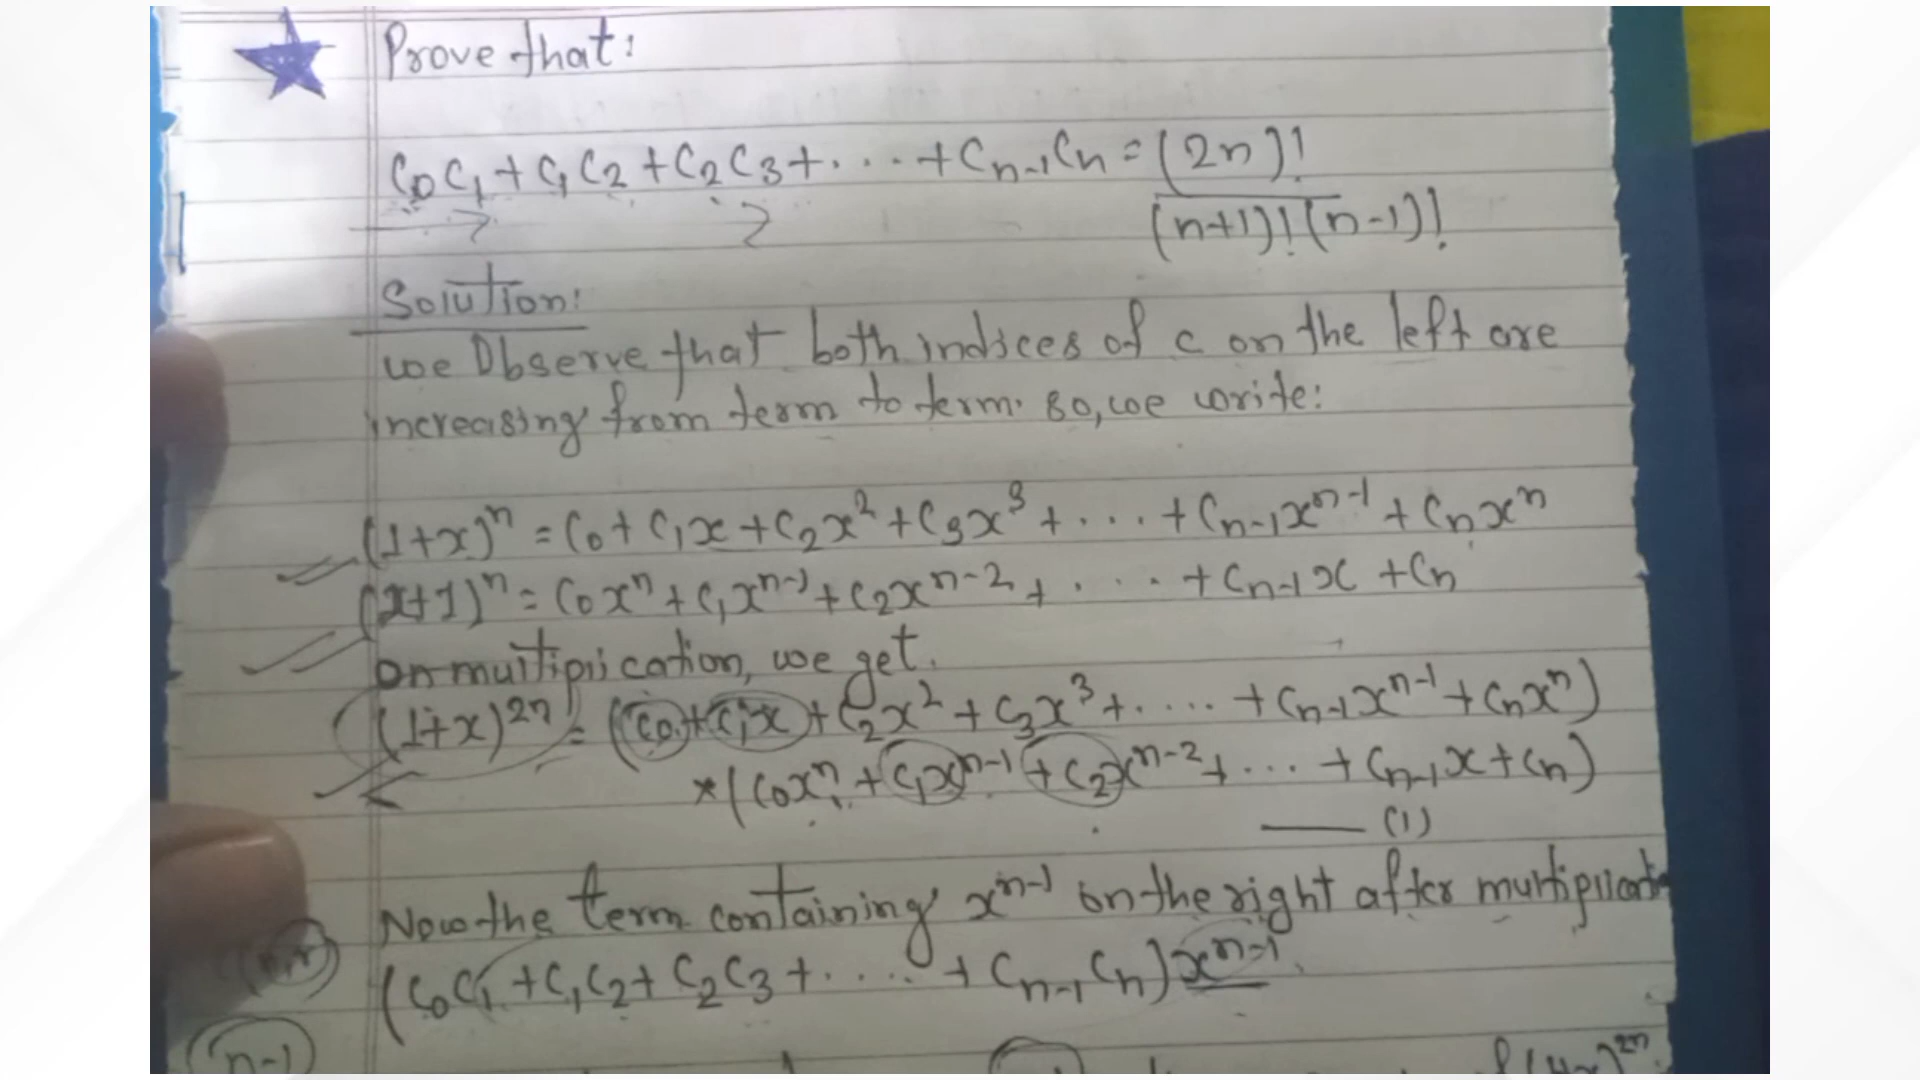 Prove that:
C0C1 + C1C2 + C2C3 + .... + Cn-1Cn = (2n)!
(n+1)!(n-1)!
Solution:
we Observe that both indices of c on the left are
increasing from term to term. So, we write:
(1+x)^n = C0 + C1x + C2x^2 + C3x^3 + .... + Cn-1x^n-1 + Cnx^n
(x+1)^n = C0x^n + C1x^n-1 + C2x^n-2 + .... + Cn-1x + Cn
on multiplication, we get.
(1+x)^2n = (C0 + C1x + C2x^2 + C3x^3 + ..... + Cn-1x^n-1 + Cnx^n)
*(C0x^n + C1x^n-1 + C2x^n-2 + .... + Cn-1x + Cn)
(1)
Now the term containing x^n-1 on the right after
(C0C1 + C1C2 + C2C3 + ..... + Cn-1Cn)x^n-1.
n-1